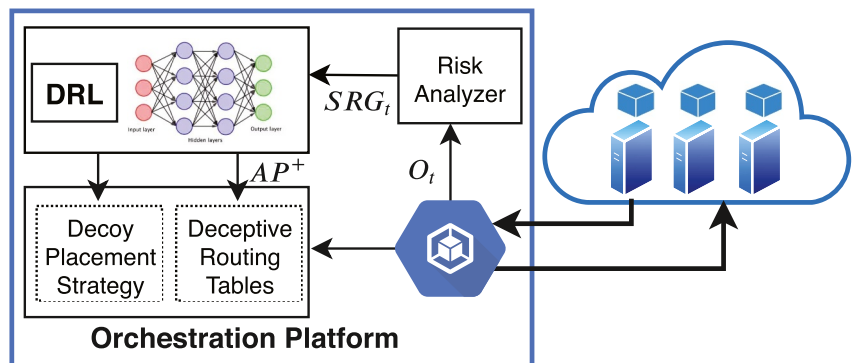 DRL
Input layer
Hidden layers
Output layer
SRG_t
Risk
Analyzer
AP^+
O_t
Decoy
Placement
Strategy
Deceptive
Routing
Tables
Orchestration Platform